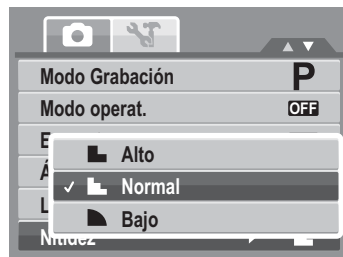 Modo Grabación P
Modo operat. OFF
Alto
Normal
Bajo
Nitidez